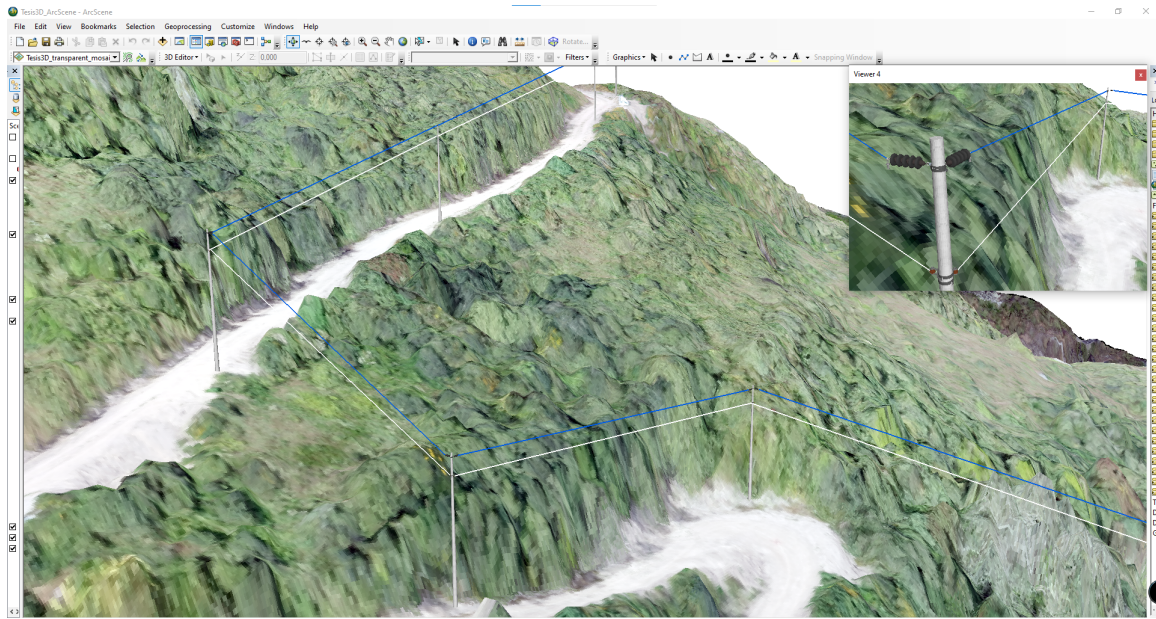 Tesis3D_ArcScene - ArcScene
File Edit View Bookmarks Selection Geoprocessing Customize Windows Help
Rotate...
Tesis3D_transparent_mosai 3D Editor 0,000 Filters Graphics A A Snapping Window
Viewer 4